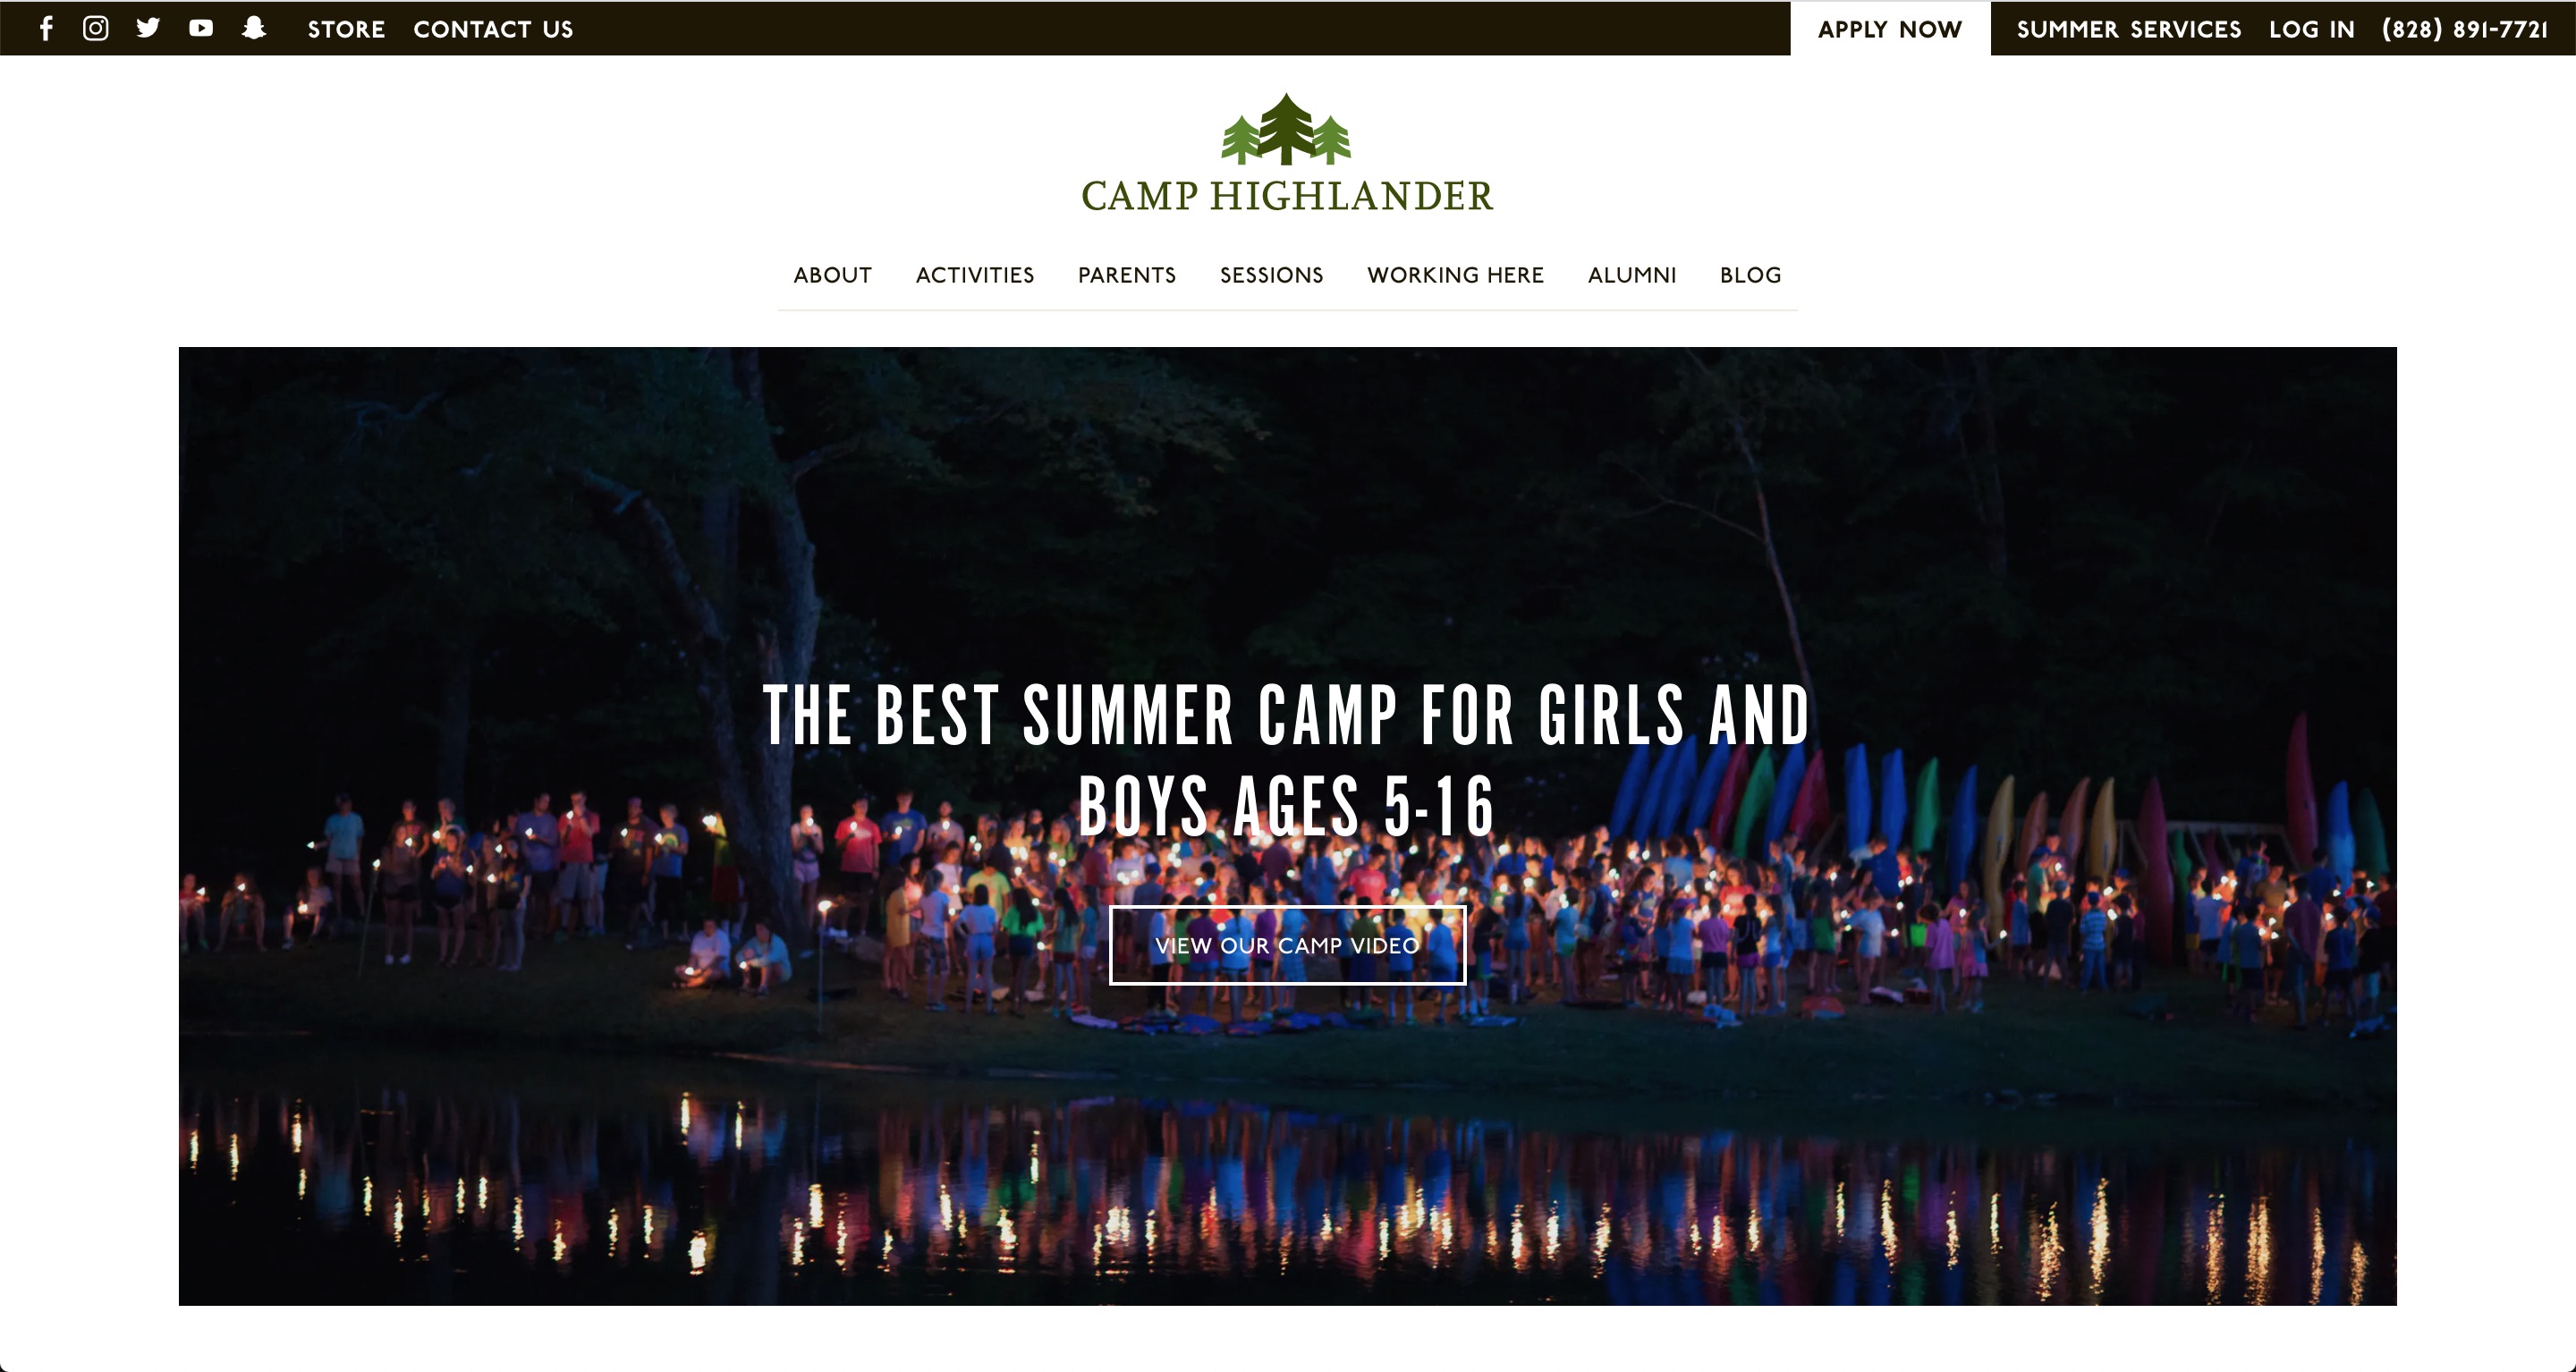 STORE CONTACT US APPLY NOW SUMMER SERVICES LOG IN (828) 891-7721
CAMP HIGHLANDER
ABOUT ACTIVITIES PARENTS SESSIONS WORKING HERE ALUMNI BLOG
THE BEST SUMMER CAMP FOR GIRLS AND
BOYS AGES 5-16
VIEW OUR CAMP VIDEO